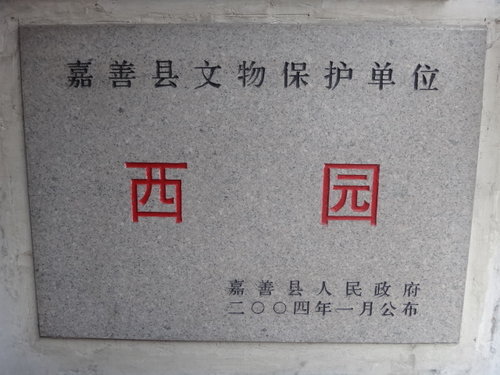 嘉善县文物保护单位
西园
嘉善县人民政府
二〇〇四年一月公布